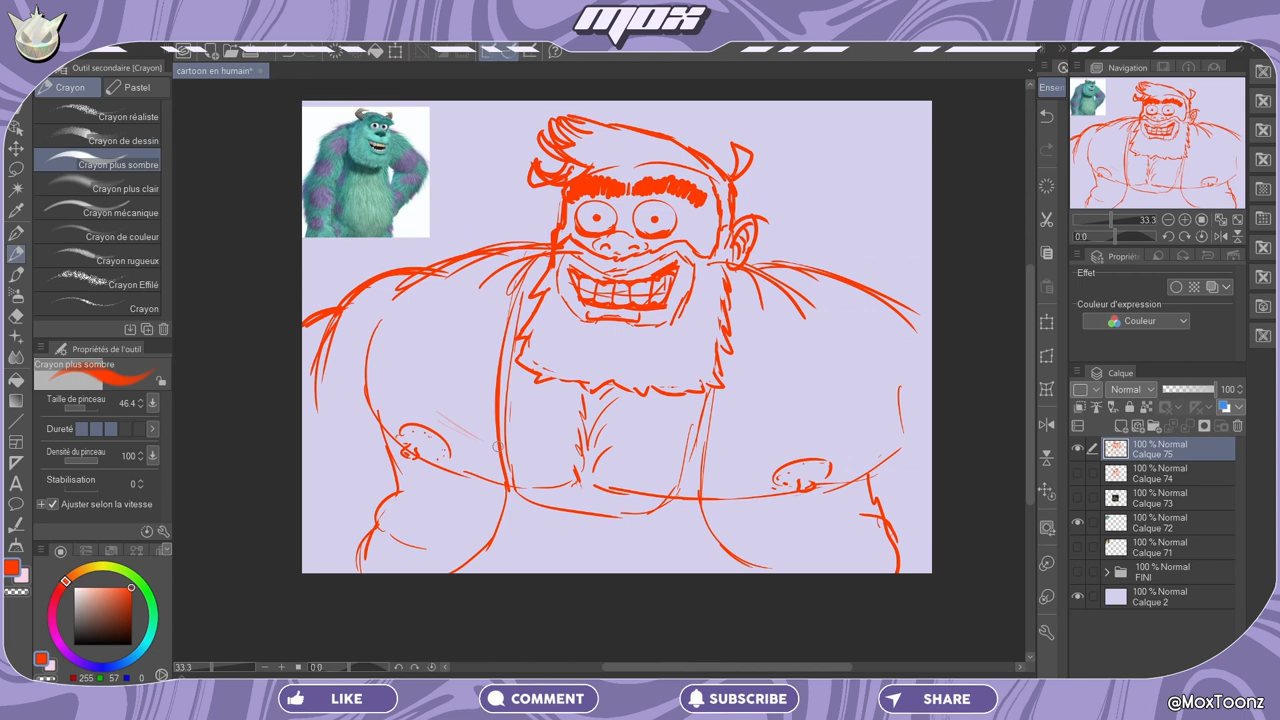 MOX
Outil secondaire [Crayon]
Crayon
Pastel
Crayon réaliste
Crayon de dessin
Crayon plus sombre
Crayon plus clair
Crayon mécanique
Crayon de couleur
Crayon rugueux
Crayon Effilé
Crayon
Propriétés de l'outil
Crayon plus sombre
Taille de pinceau
46.4
Dureté
Densité du pinceau
100
Stabilisation
0
Ajuster selon la vitesse
255
57
0
cartoon en humain*
33.3
0.0
Navigation
33.3
0.0
Effet
Couleur d'expression
Couleur
Calque
Normal
100
100 % Normal
Calque 75
100 % Normal
Calque 74
100 % Normal
Calque 73
100 % Normal
Calque 72
100 % Normal
Calque 71
100 % Normal
FINI
100 % Normal
Calque 2
LIKE
COMMENT
SUBSCRIBE
SHARE
@MoxToonz